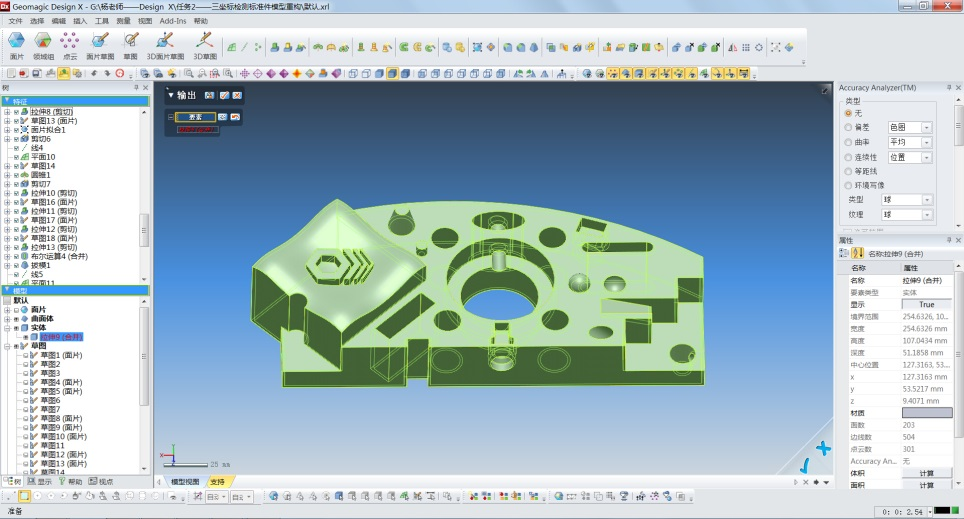 Geomagic Design X - G:\杨老师——Design X\任务2——三坐标检测标准件模型重构\默认.xrl
文件 选择 编辑 插入 工具 测量 视图 Add-Ins 帮助
面片 领域组 点云 面片草图 草图 3D面片草图 3D草图
树
特征
拉伸8 (剪切)
草图13 (面片)
面片拟合1
剪切6
线4
平面10
草图14
圆锥1
剪切7
拉伸10 (剪切)
草图16 (面片)
拉伸11 (剪切)
草图17 (面片)
拉伸12 (剪切)
草图18 (面片)
拉伸13 (剪切)
布尔运算4 (合并)
拔模1
线5
平面11
模型
默认
面片
曲面体
实体
拉伸9 (合并)
草图
草图1 (面片)
草图2
草图3
草图4 (面片)
草图5 (面片)
草图6
草图7
草图8 (面片)
草图9 (面片)
草图10 (面片)
草图11
草图12 (面片)
草图13 (面片)
草图14
树 显示 帮助 视点
输出
要素
拉伸9 (合并)
25 mm
模型视图 支持
Accuracy Analyzer(TM)
类型
无
偏差 色图
曲率 平均
连续性 位置
等距线
环境写像
类型 球
纹理 球
属性
名称:拉伸9 (合并)
名称 属性
名称 拉伸9 (合并)
要素类型 实体
显示 True
境界范围 254.6326, 10...
宽度 254.6326 mm
高度 107.0434 mm
深度 51.1858 mm
中心位置 127.3163, 53...
x 127.3163 mm
y 53.5217 mm
z 9.4071 mm
材质
面数 203
边线数 504
点云数 301
Accuracy An... 无
体积 计算
面积 计算
自动 自动
准备
0: 0: 2.54